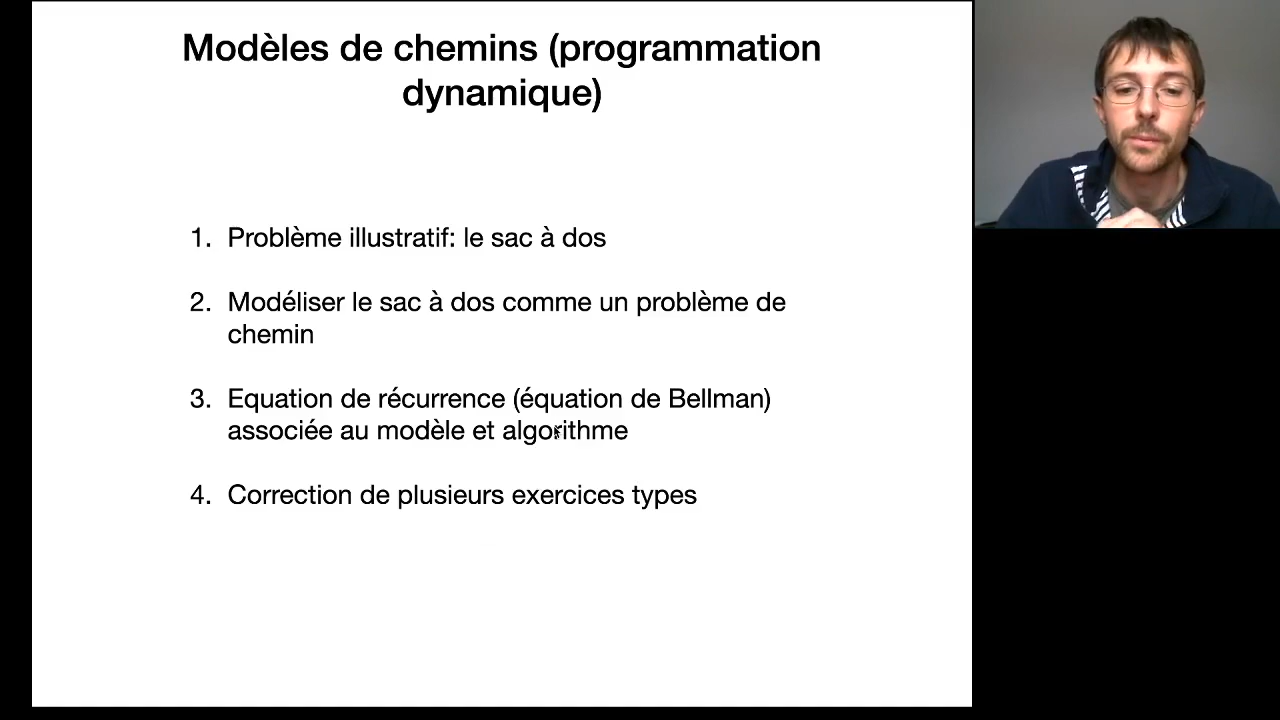 Modèles de chemins (programmation
dynamique)
1. Problème illustratif: le sac à dos
2. Modéliser le sac à dos comme un problème de
chemin
3. Equation de récurrence (équation de Bellman)
associée au modèle et algorithme
4. Correction de plusieurs exercices types